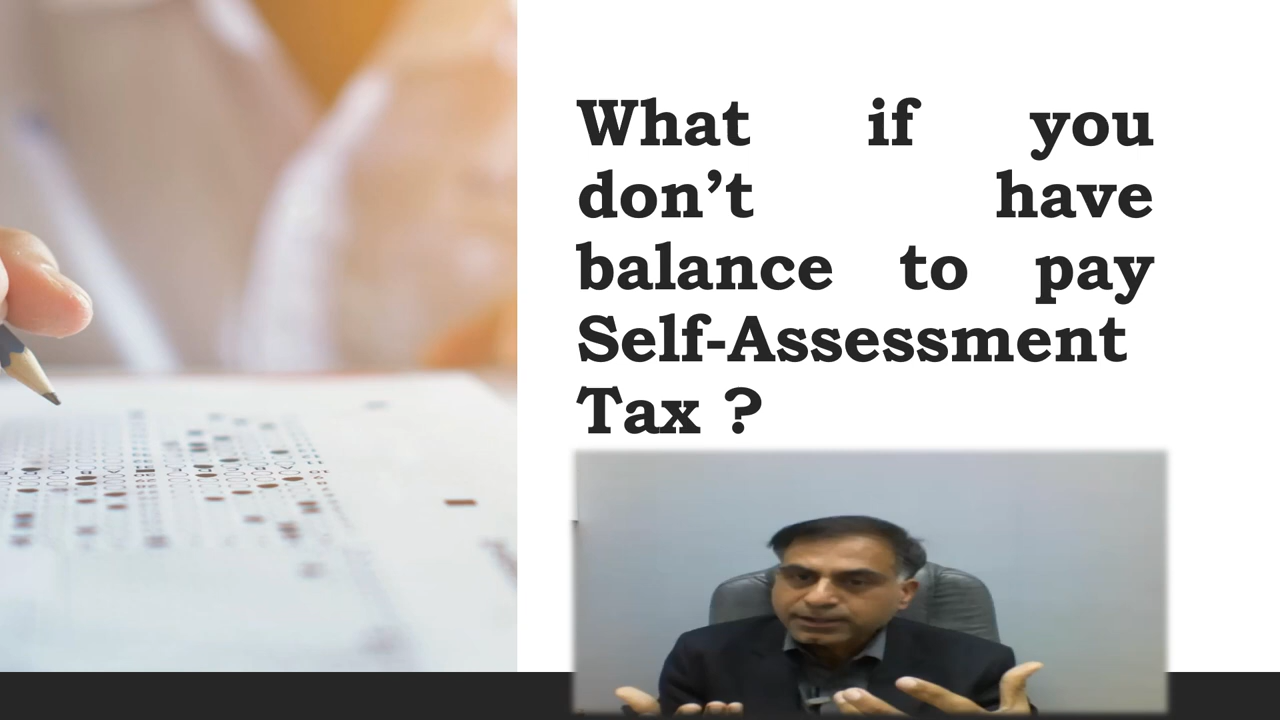 What if you
don’t have
balance to pay
Self-Assessment
Tax ?